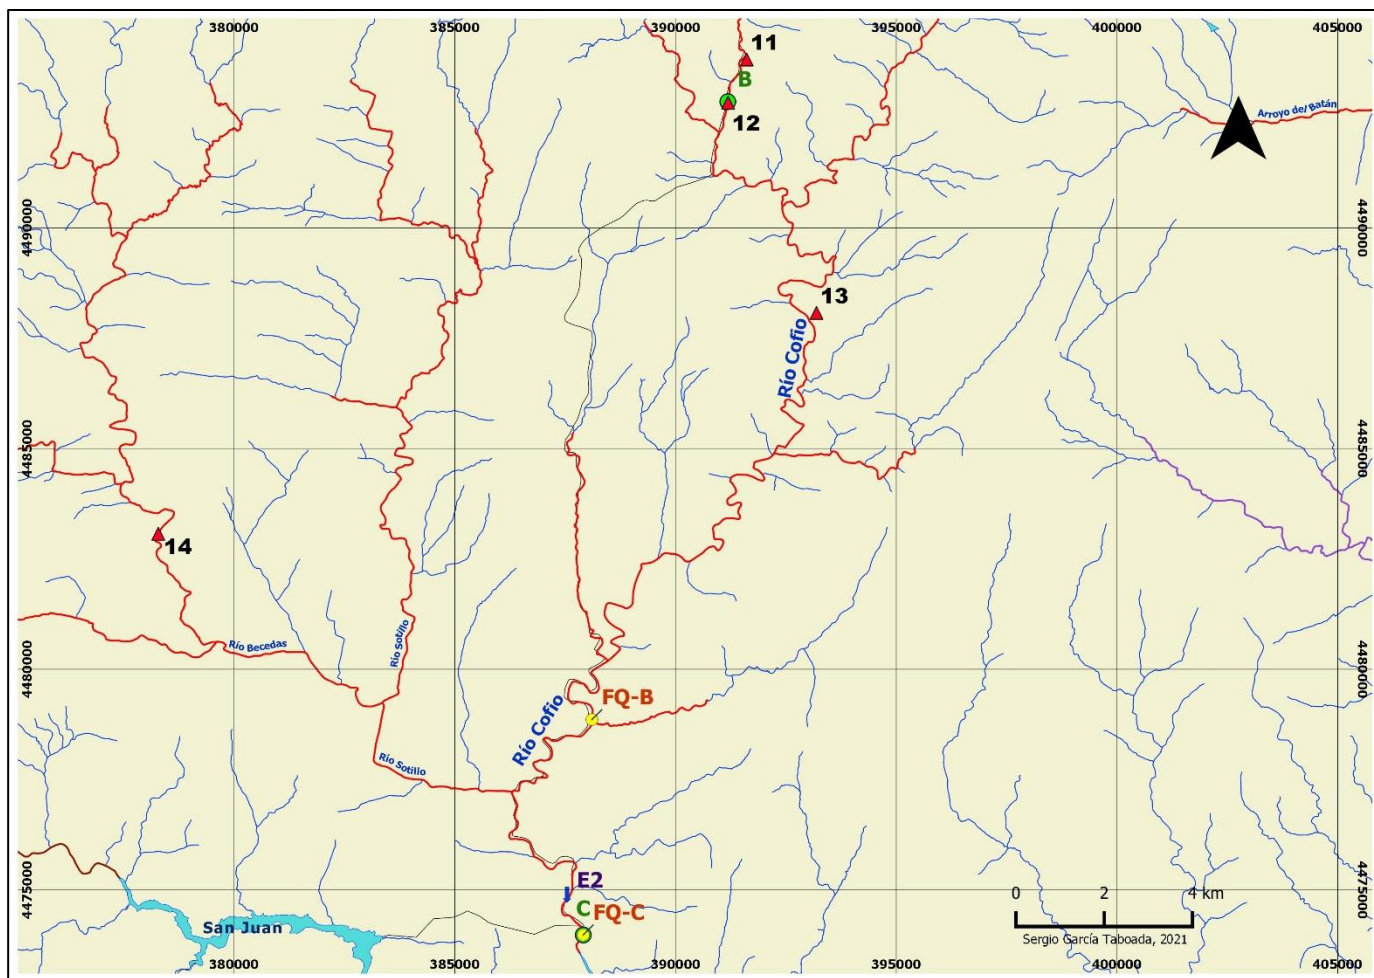 380000
385000
390000
395000
400000
405000
11
B
12
Arroyo del Batán
4490000
4490000
13
Río Cofio
4485000
4485000
14
Río Becedas
Río Sotillo
4480000
4480000
FQ-B
Río Cofio
Río Sotillo
E2
4475000
4475000
C
FQ-C
San Juan
0 2 4 km
Sergio García Taboada, 2021
380000
385000
390000
395000
400000
405000